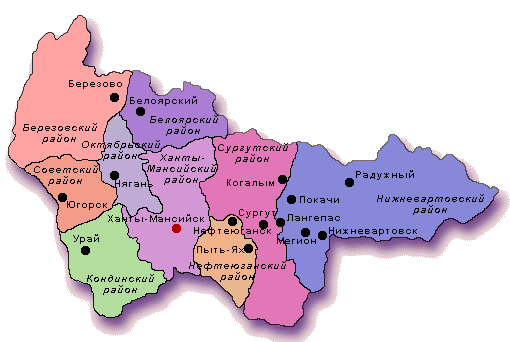 Березово
Белоярский
Белоярский
район
Березовский
район
Октябрьский
район
Ханты-
Мансийский
район
Сургутский
район
Советский
район
Нягань
Когалым
Радужный
Нижневартовский
район
Покачи
Югорск
Ханты-Мансийск
Сургут
Лангепас
Нефтеюганск
Мегион
Нижневартовск
Урай
Пыть-Ях
Нефтеюганский
район
Кондинский
район